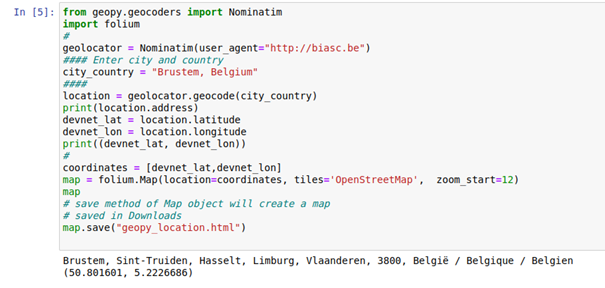 In [5]: from geopy.geocoders import Nominatim
import folium
#
geolocator = Nominatim(user_agent="http://biasc.be")
#### Enter city and country
city_country = "Brustem, Belgium"
####
location = geolocator.geocode(city_country)
print(location.address)
devnet_lat = location.latitude
devnet_lon = location.longitude
print((devnet_lat, devnet_lon))
#
coordinates = [devnet_lat,devnet_lon]
map = folium.Map(location=coordinates, tiles='OpenStreetMap',  zoom_start=12)
map
# save method of Map object will create a map
# saved in Downloads
map.save("geopy_location.html")
Brustem, Sint-Truiden, Hasselt, Limburg, Vlaanderen, 3800, België / Belgique / Belgien
(50.801601, 5.2226686)